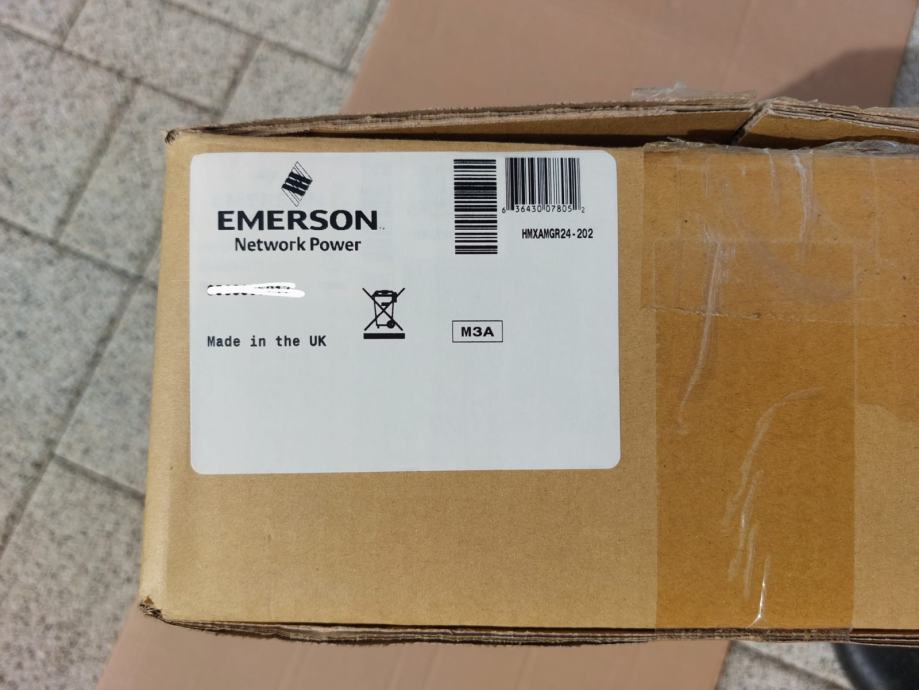 EMERSON
Network Power
6 36430 07805 2
HMXAMGR24-202
Made in the UK
M3A